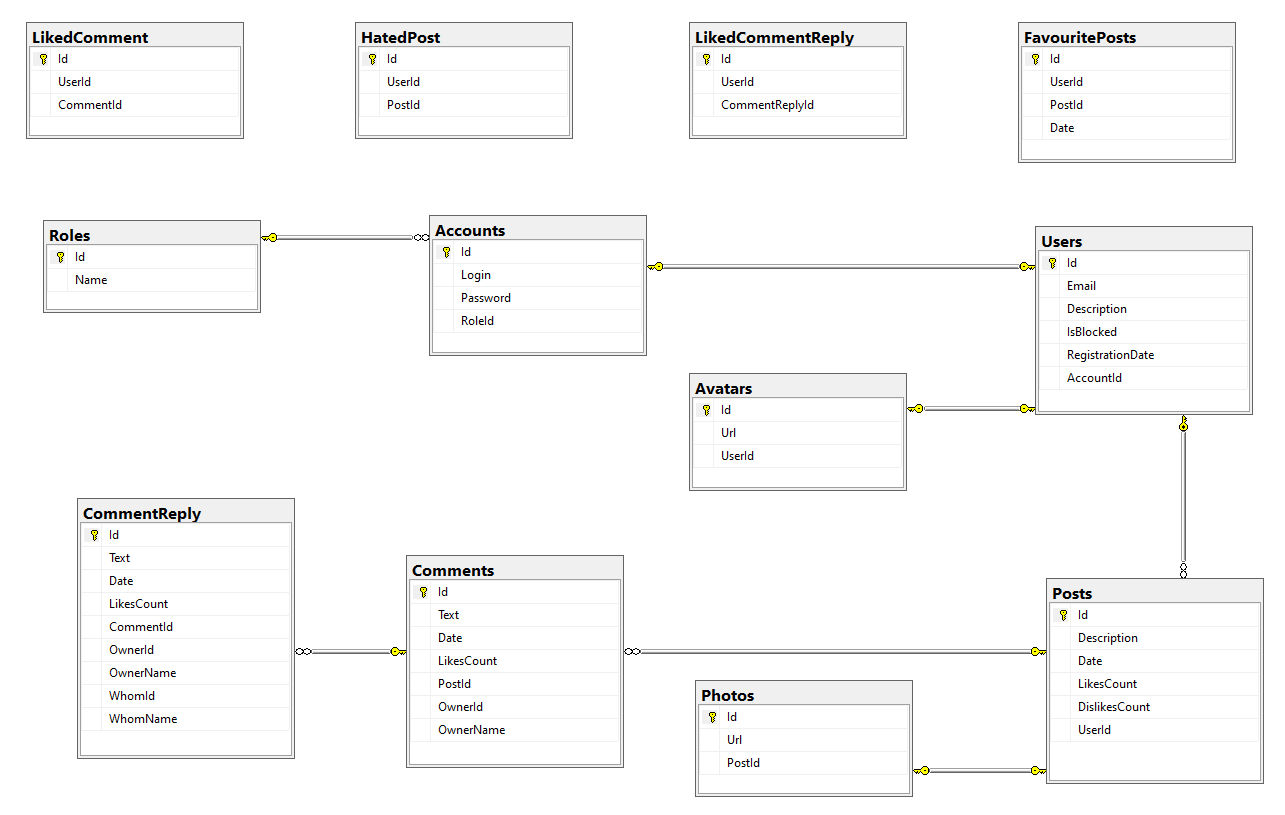 LikedComment
Id
UserId
CommentId
HatedPost
Id
UserId
PostId
LikedCommentReply
Id
UserId
CommentReplyId
FavouritePosts
Id
UserId
PostId
Date
Roles
Id
Name
Accounts
Id
Login
Password
RoleId
Users
Id
Email
Description
IsBlocked
RegistrationDate
AccountId
Avatars
Id
Url
UserId
CommentReply
Id
Text
Date
LikesCount
CommentId
OwnerId
OwnerName
WhomId
WhomName
Comments
Id
Text
Date
LikesCount
PostId
OwnerId
OwnerName
Posts
Id
Description
Date
LikesCount
DislikesCount
UserId
Photos
Id
Url
PostId